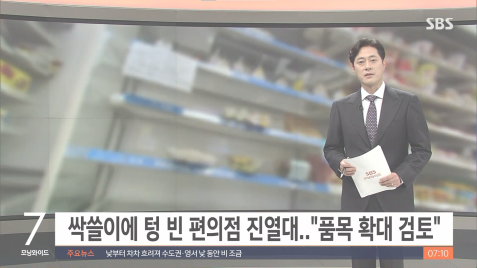 SBS
SBS
7
모닝와이드
싹쓸이에 텅 빈 편의점 진열대.."품목 확대 검토"
주요뉴스 낮부터 차차 흐려져 수도권·영서 낮 동안 비 조금
07:10